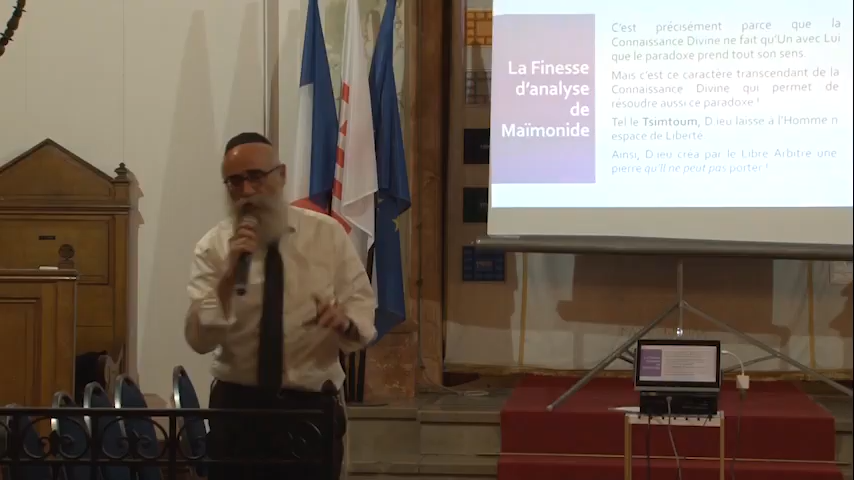 La Finesse
d'analyse
de
Maïmonide
C'est précisément parce que la
Connaissance Divine ne fait qu'Un avec Lui
que le paradoxe prend tout son sens.
Mais c'est ce caractère transcendant de la
Connaissance Divine qui permet de
resoudre aussi ce paradoxe !
Tel le Tsimtoum, D ieu laisse à l'Homme n
espace de Liberté
Ainsi, D ieu créa par le Libre Arbitre une
pierre qu'Il ne peut pas porter !